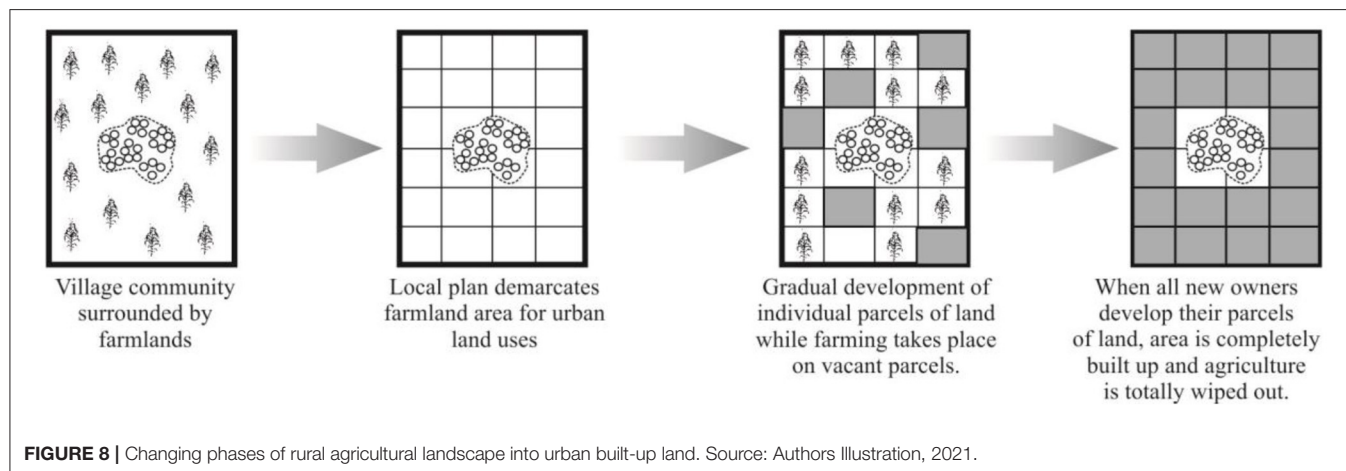 Village community
surrounded by
farmlands
Local plan demarcates
farmland area for urban
land uses
Gradual development of
individual parcels of land
while farming takes place
on vacant parcels.
When all new owners
develop their parcels
of land, area is completely
built up and agriculture
is totally wiped out.
FIGURE 8 | Changing phases of rural agricultural landscape into urban built-up land. Source: Authors Illustration, 2021.